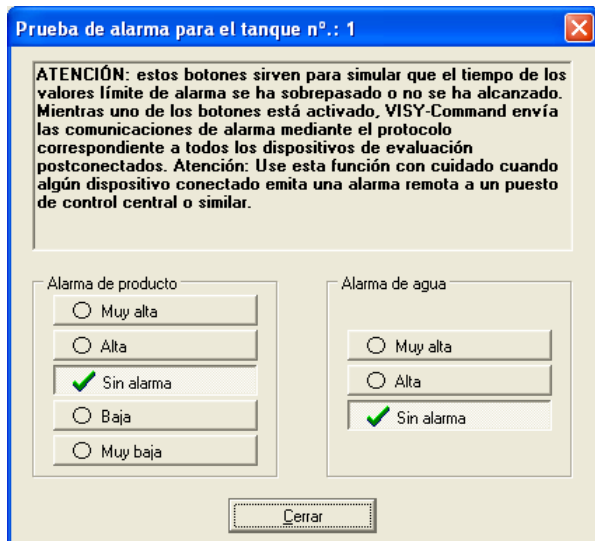 Prueba de alarma para el tanque nº.: 1
ATENCIÓN: estos botones sirven para simular que el tiempo de los
valores límite de alarma se ha sobrepasado o no se ha alcanzado.
Mientras uno de los botones está activado, VISY-Command envía
las comunicaciones de alarma mediante el protocolo
correspondiente a todos los dispositivos de evaluación
postconectados. Atención: Use esta función con cuidado cuando
algún dispositivo conectado emita una alarma remota a un puesto
de control central o similar.
Alarma de producto
Muy alta
Alta
Sin alarma
Baja
Muy baja
Alarma de agua
Muy alta
Alta
Sin alarma
Cerrar